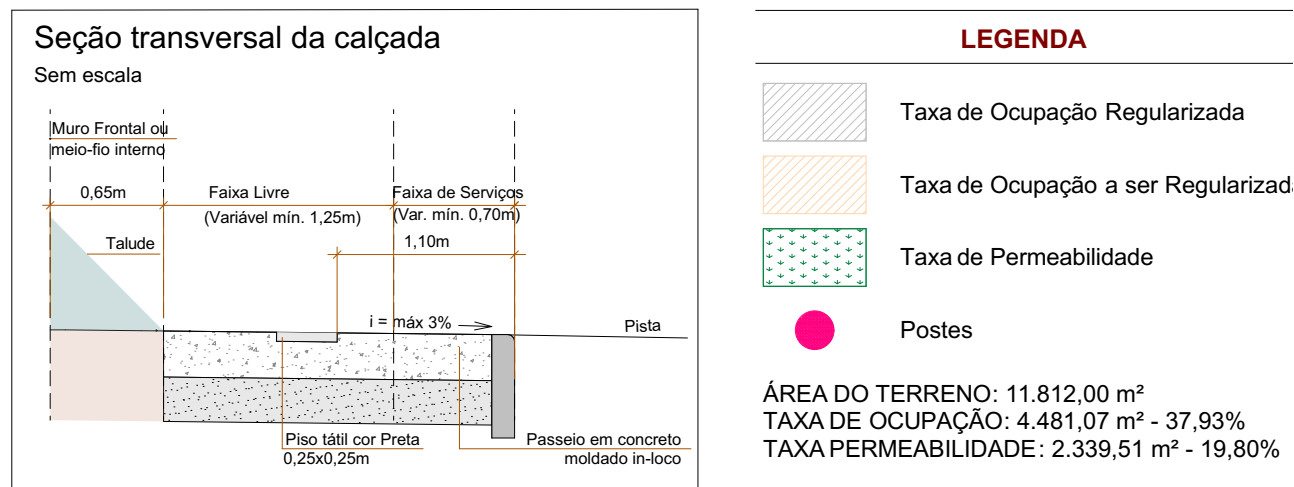 Seção transversal da calçada
Sem escala
Muro Frontal ou
meio-fio interno
0,65m
Faixa Livre
(Variável mín. 1,25m)
Faixa de Serviços
(Var. mín. 0,70m)
1,10m
Talude
i = máx 3%
Pista
Piso tátil cor Preta
0,25x0,25m
Passeio em concreto
moldado in-loco
LEGENDA
Taxa de Ocupação Regularizada
Taxa de Ocupação a ser Regularizada
Taxa de Permeabilidade
Postes
ÁREA DO TERRENO: 11.812,00 m²
TAXA DE OCUPAÇÃO: 4.481,07 m² - 37,93%
TAXA PERMEABILIDADE: 2.339,51 m² - 19,80%